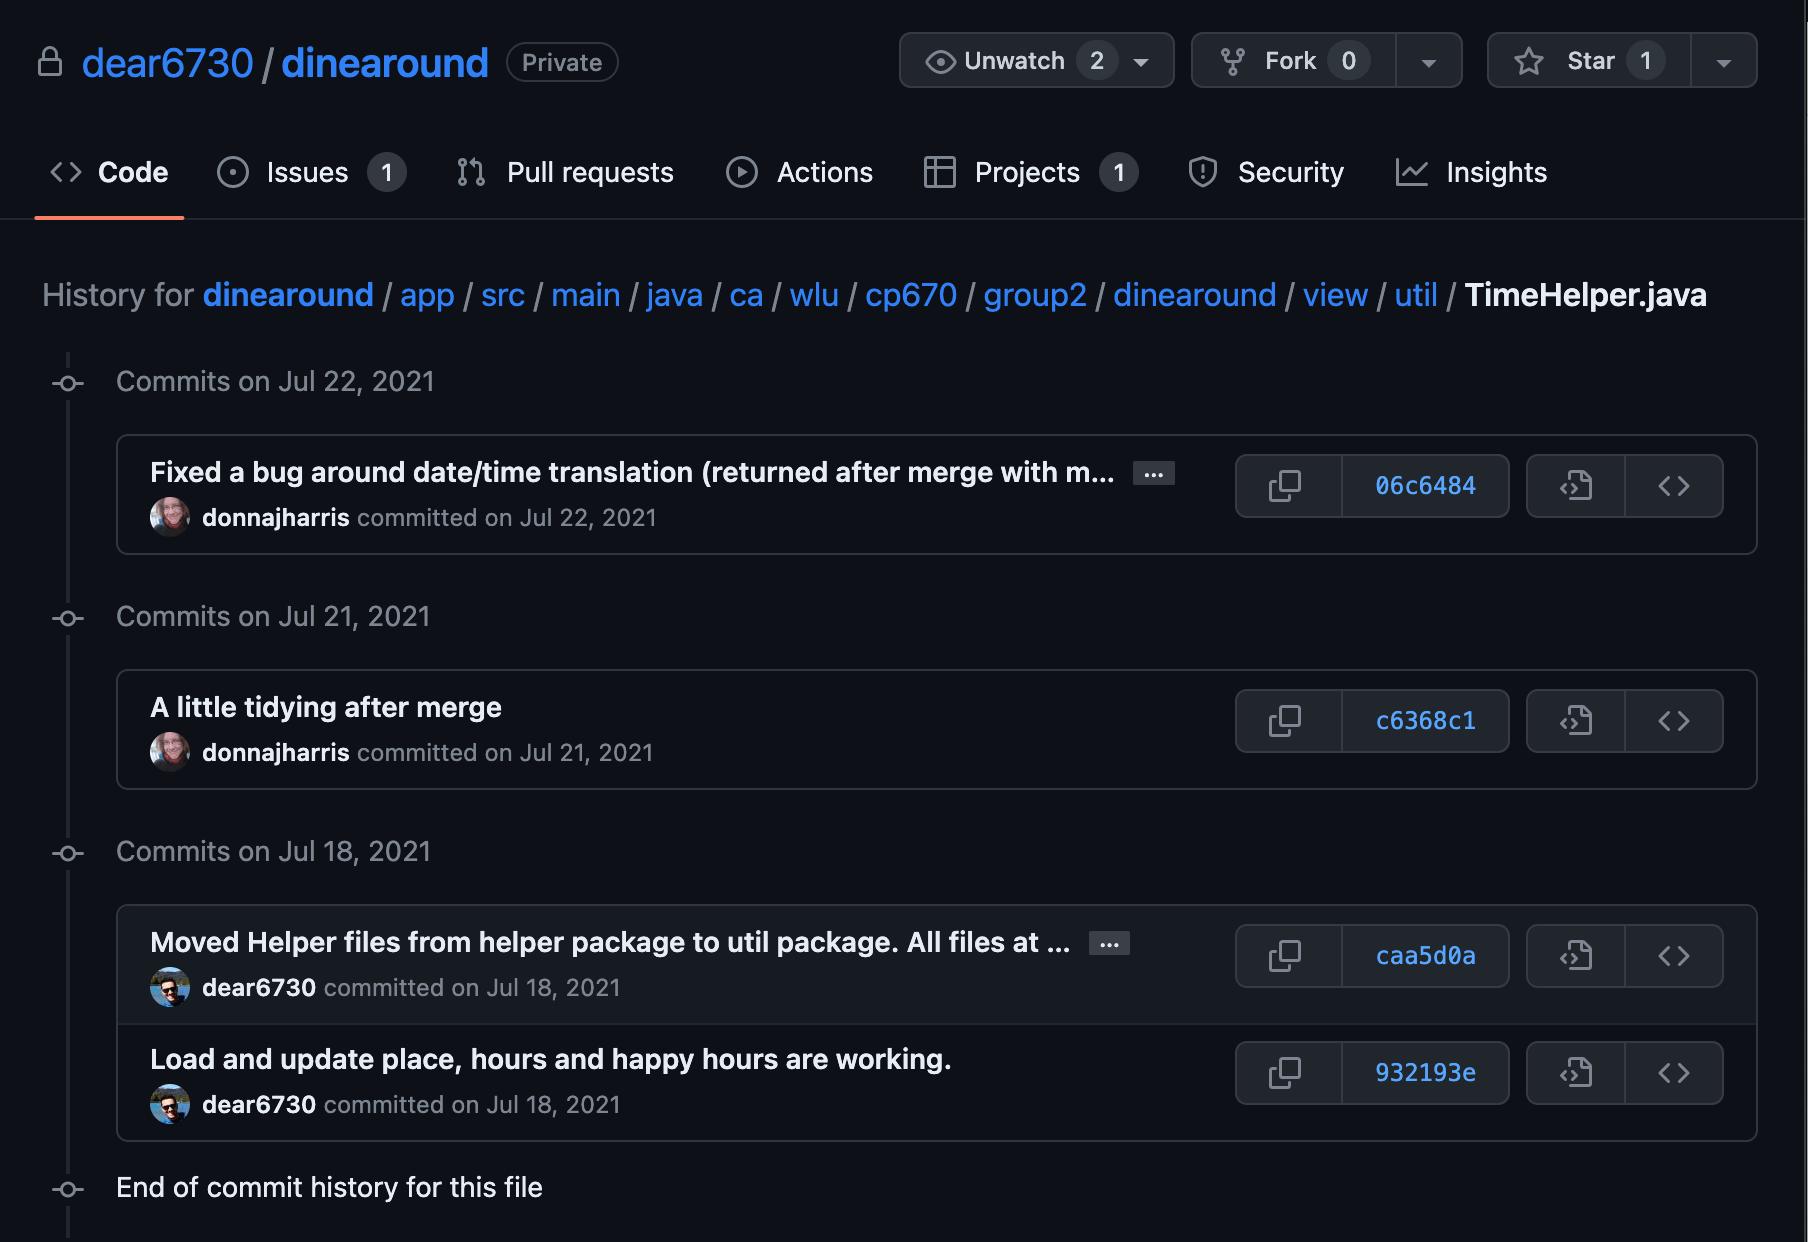 dear6730 / dinearound Private Unwatch 2 Fork 0 Star 1
Code Issues 1 Pull requests Actions Projects 1 Security Insights
History for dinearound / app / src / main / java / ca / wlu / cp670 / group2 / dinearound / view / util / TimeHelper.java
Commits on Jul 22, 2021
Fixed a bug around date/time translation (returned after merge with m... ...
06c6484
donnajharris committed on Jul 22, 2021
Commits on Jul 21, 2021
A little tidying after merge
c6368c1
donnajharris committed on Jul 21, 2021
Commits on Jul 18, 2021
Moved Helper files from helper package to util package. All files at ... ...
caa5d0a
dear6730 committed on Jul 18, 2021
Load and update place, hours and happy hours are working.
932193e
dear6730 committed on Jul 18, 2021
End of commit history for this file